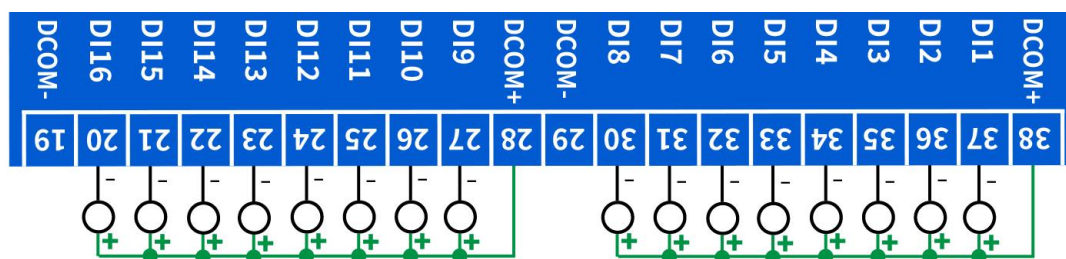 DCOM- DI16 DI15 DI14 DI13 DI12 DI11 DI10 DI9 DCOM+ DCOM- DI8 DI7 DI6 DI5 DI4 DI3 DI2 DI1 DCOM+
19 20 21 22 23 24 25 26 27 28 29 30 31 32 33 34 35 36 37 38
- - - - - - - - - - - - - - - -
+ + + + + + + + + + + + + + + +